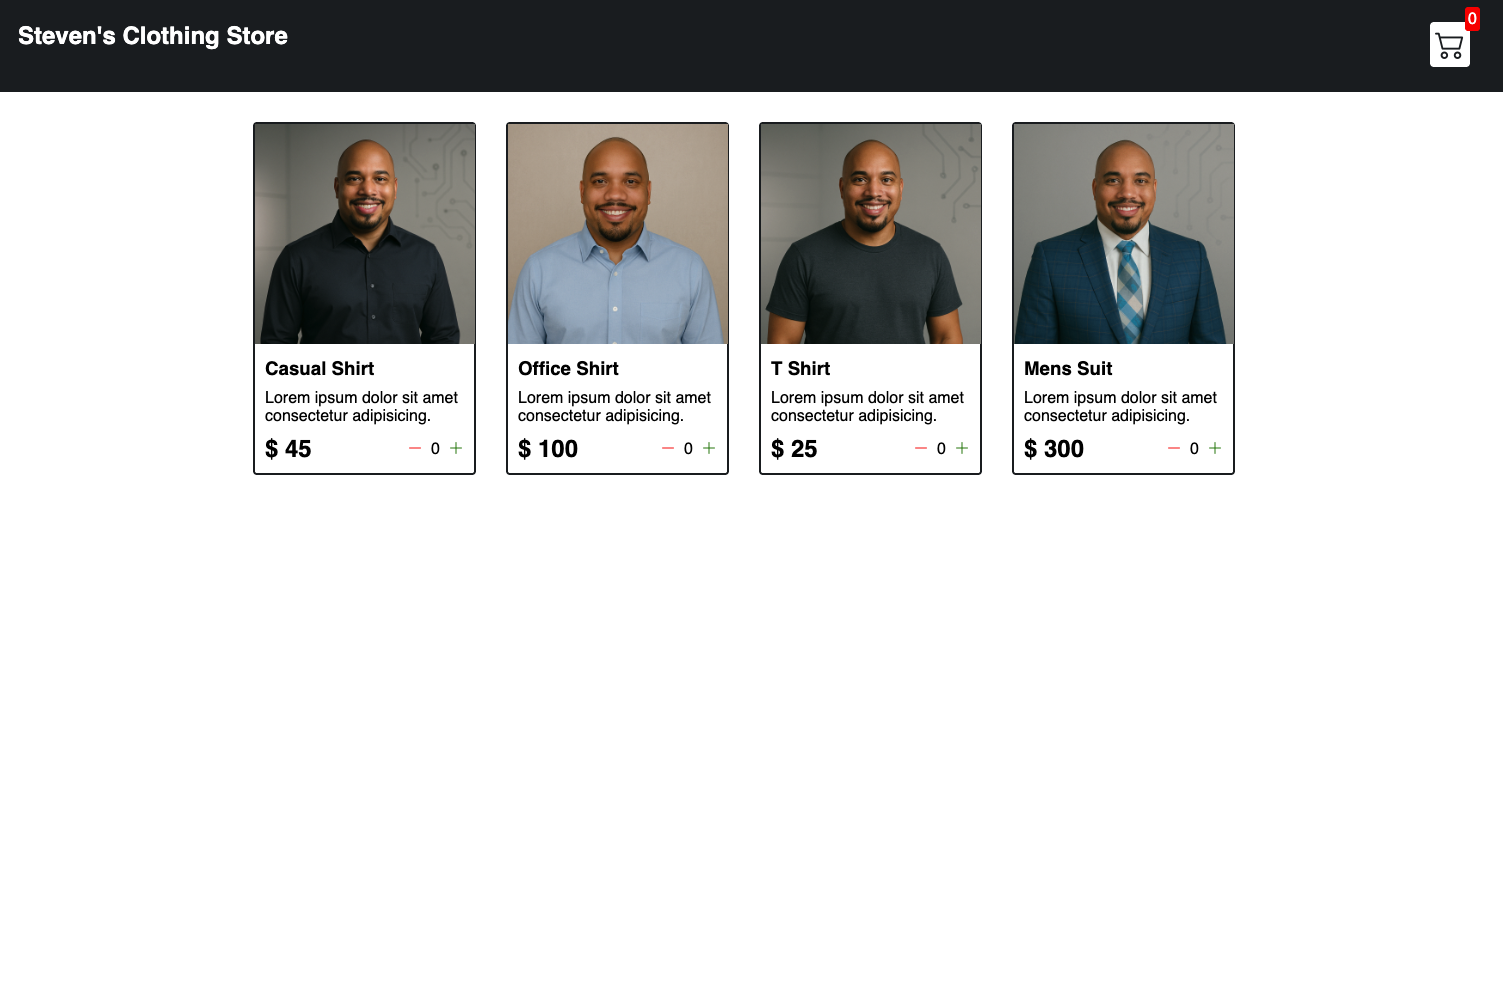 Steven's Clothing Store
0
Casual Shirt
Lorem ipsum dolor sit amet
consectetur adipisicing.
$ 45
0
Office Shirt
Lorem ipsum dolor sit amet
consectetur adipisicing.
$ 100
0
T Shirt
Lorem ipsum dolor sit amet
consectetur adipisicing.
$ 25
0
Mens Suit
Lorem ipsum dolor sit amet
consectetur adipisicing.
$ 300
0